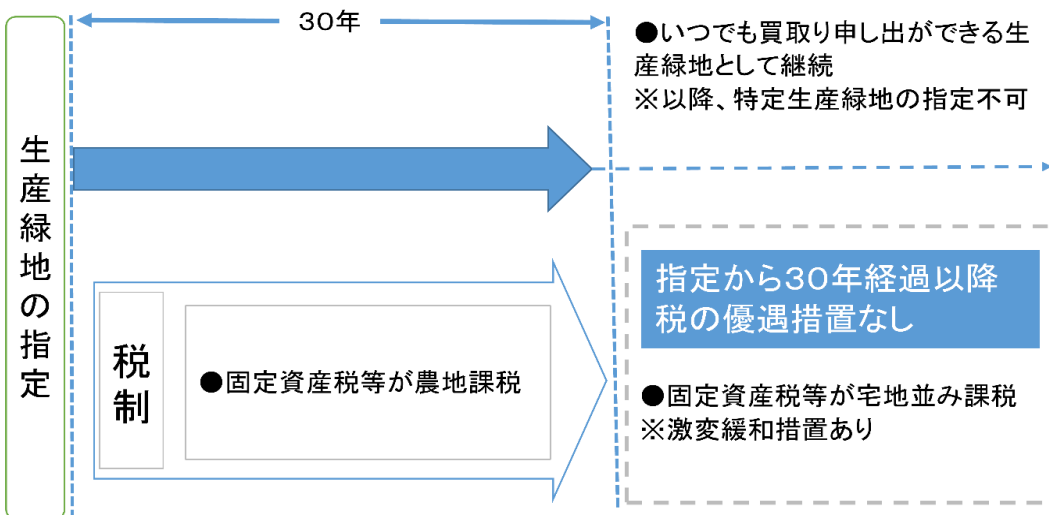 生産緑地の指定
30年
●いつでも買取り申し出ができる生
産緑地として継続
※以降、特定生産緑地の指定不可
税制
●固定資産税等が農地課税
指定から30年経過以降
税の優遇措置なし
●固定資産税等が宅地並み課税
※激変緩和措置あり